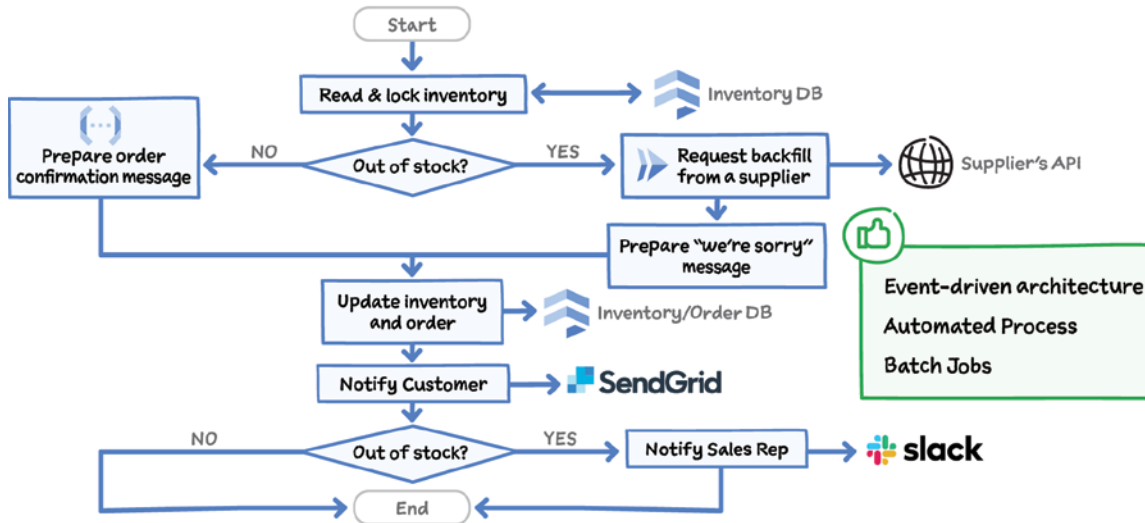 Start
Read & lock inventory
Inventory DB
{...}
Prepare order
confirmation message
NO
Out of stock?
YES
Request backfill
from a supplier
Supplier's API
Prepare "we're sorry"
message
Update inventory
and order
Inventory/Order DB
Event-driven architecture
Automated Process
Batch Jobs
Notify Customer
SendGrid
NO
Out of stock?
YES
Notify Sales Rep
slack
End